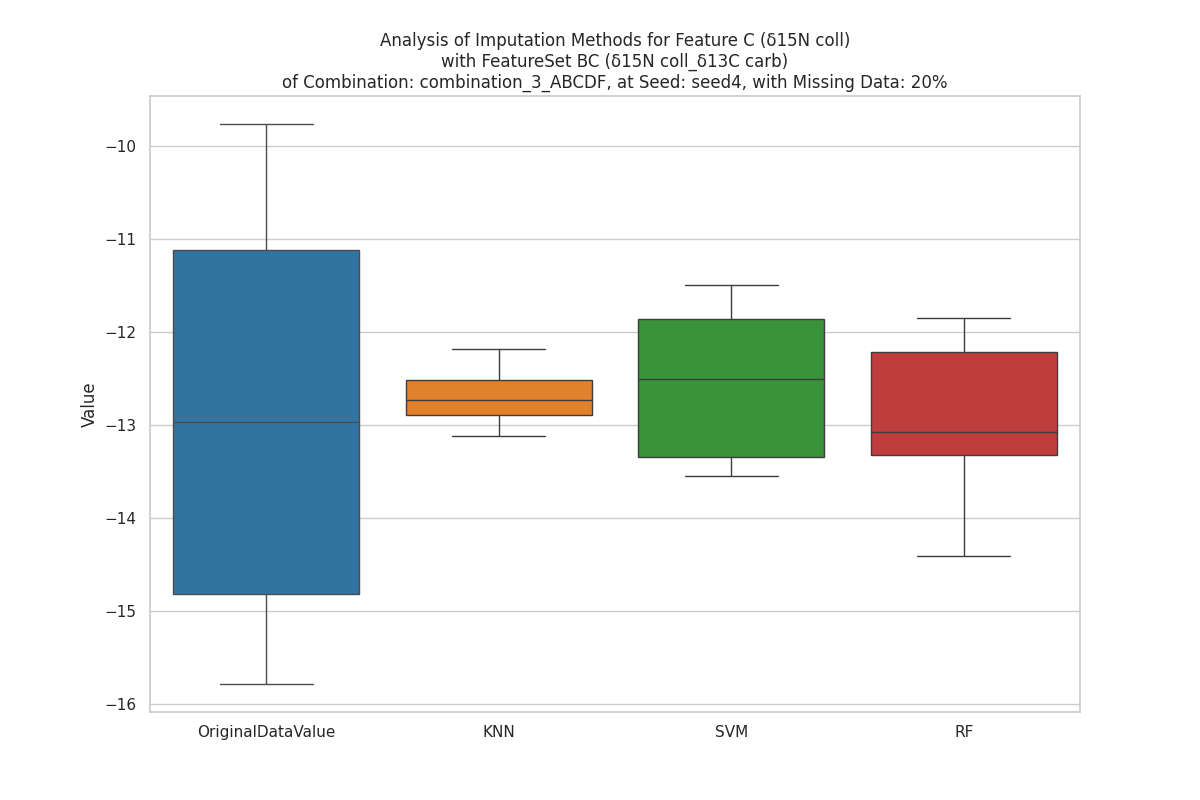 Analysis of Imputation Methods for Feature C (δ15N coll)
with FeatureSet BC (δ15N coll_δ13C carb)
of Combination: combination_3_ABCDF, at Seed: seed4, with Missing Data: 20%
Value
−10
−11
−12
−13
−14
−15
−16
OriginalDataValue
KNN
SVM
RF